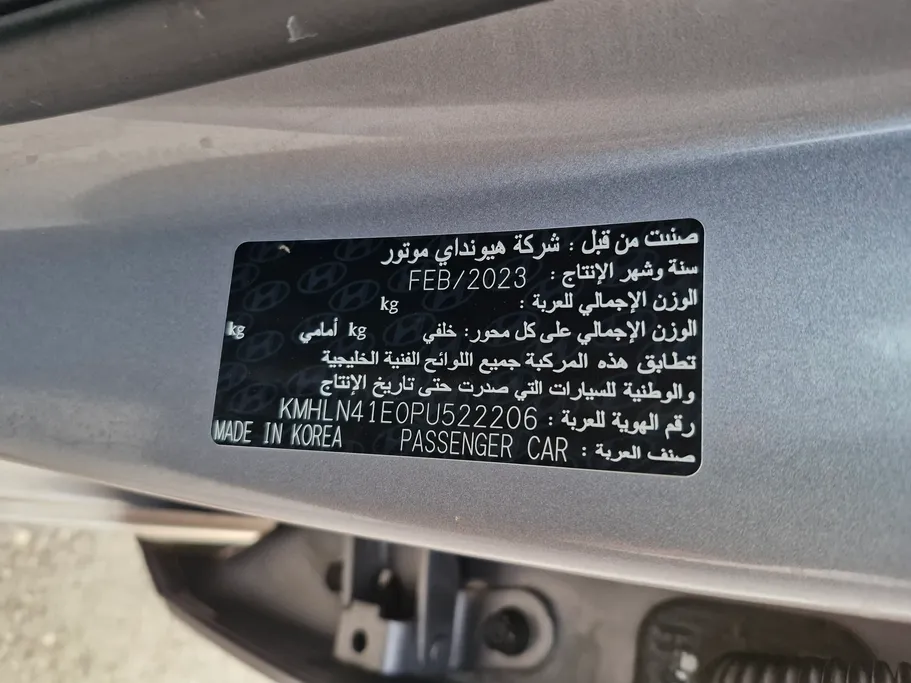 صنعت من قبل : شركة هيونداي موتور
سنة وشهر الإنتاج : FEB/2023
الوزن الإجمالي للعربة : kg
الوزن الإجمالي على كل محور: خلفي kg أمامي kg
تطابق هذه المركبة جميع اللوائح الفنية الخليجية
والوطنية للسيارات التي صدرت حتى تاريخ الإنتاج
رقم الهوية للعربة : KMHLN41E0PU522206
صنف العربة : PASSENGER CAR MADE IN KOREA